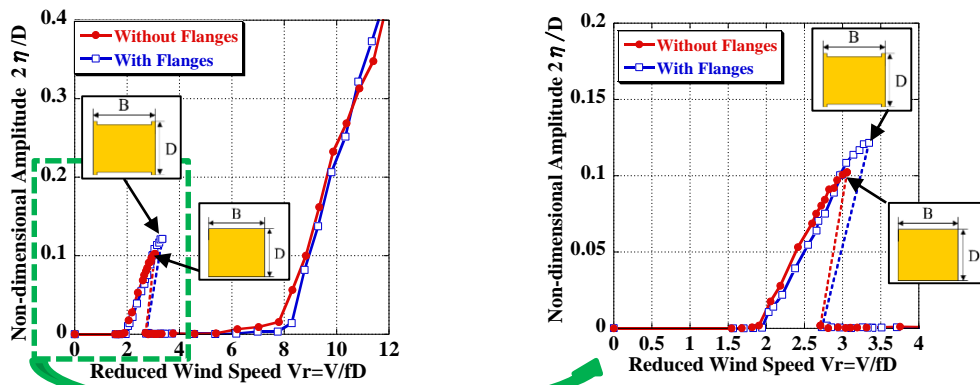 Non-dimensional Amplitude 2η/D
0.4
0.3
0.2
0.1
0
Without Flanges
With Flanges
B
D
B
D
0 2 4 6 8 10 12
Reduced Wind Speed Vr=V/fD
Non-dimensional Amplitude 2η/D
0.2
0.15
0.1
0.05
0
Without Flanges
With Flanges
B
D
B
D
0 0.5 1 1.5 2 2.5 3 3.5 4
Reduced Wind Speed Vr=V/fD